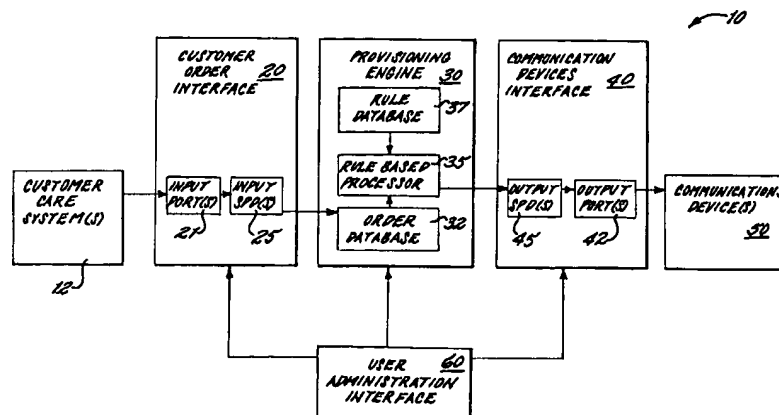 10
CUSTOMER
ORDER
INTERFACE
20
PROVISIONING
ENGINE
30
COMMUNICATION
DEVICES
INTERFACE
40
RULE
DATABASE
37
CUSTOMER
CARE
SYSTEM(S)
12
INPUT
PORT(S)
21
INPUT
SPD(S)
25
RULE BASED
PROCESSOR
35
ORDER
DATABASE
32
OUTPUT
SPD(S)
45
OUTPUT
PORT(S)
42
COMMUNICATIONS
DEVICE(S)
50
USER
ADMINISTRATION
INTERFACE
60